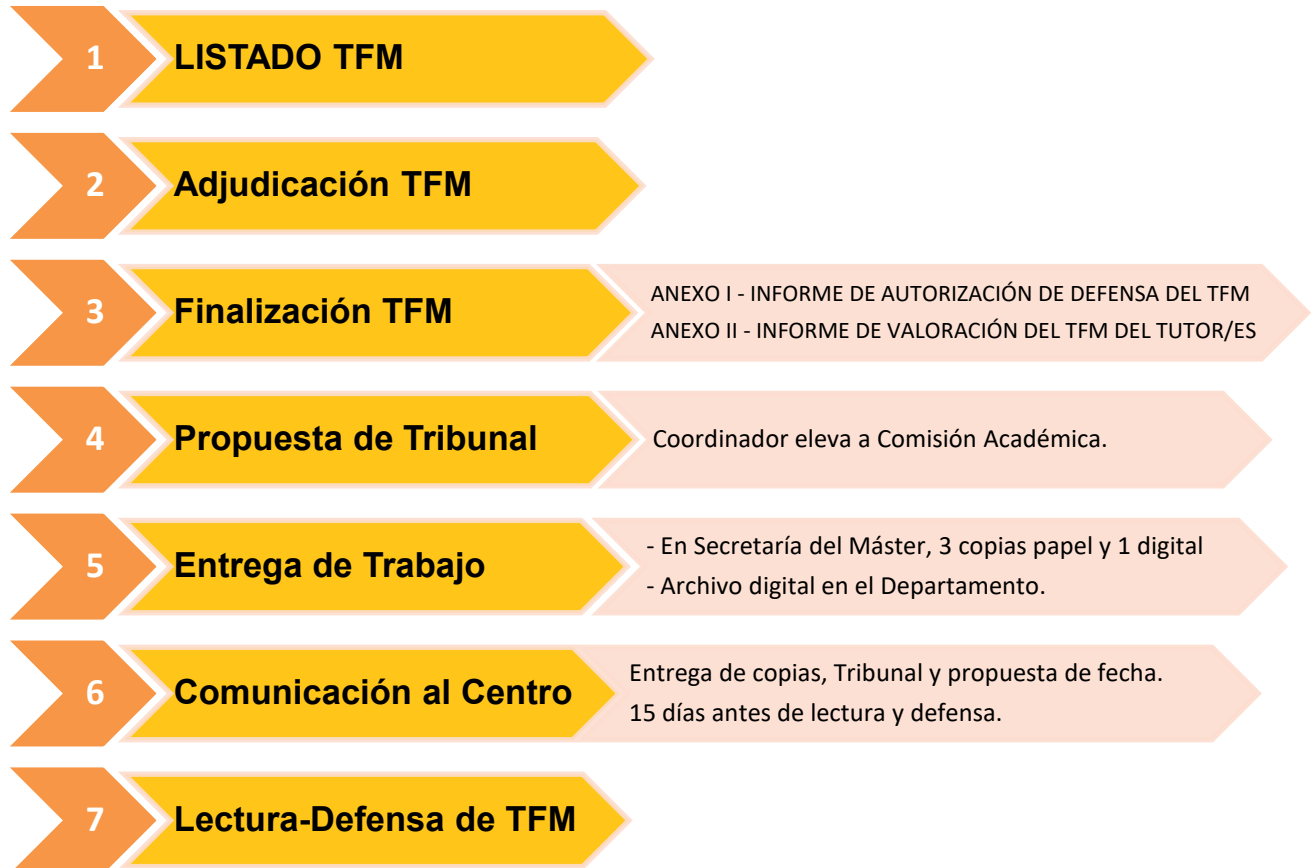 1
LISTADO TFM
2
Adjudicación TFM
3
Finalización TFM
ANEXO I - INFORME DE AUTORIZACIÓN DE DEFENSA DEL TFM
ANEXO II - INFORME DE VALORACIÓN DEL TFM DEL TUTOR/ES
4
Propuesta de Tribunal
Coordinador eleva a Comisión Académica.
5
Entrega de Trabajo
- En Secretaría del Máster, 3 copias papel y 1 digital
- Archivo digital en el Departamento.
6
Comunicación al Centro
Entrega de copias, Tribunal y propuesta de fecha.
15 días antes de lectura y defensa.
7
Lectura-Defensa de TFM